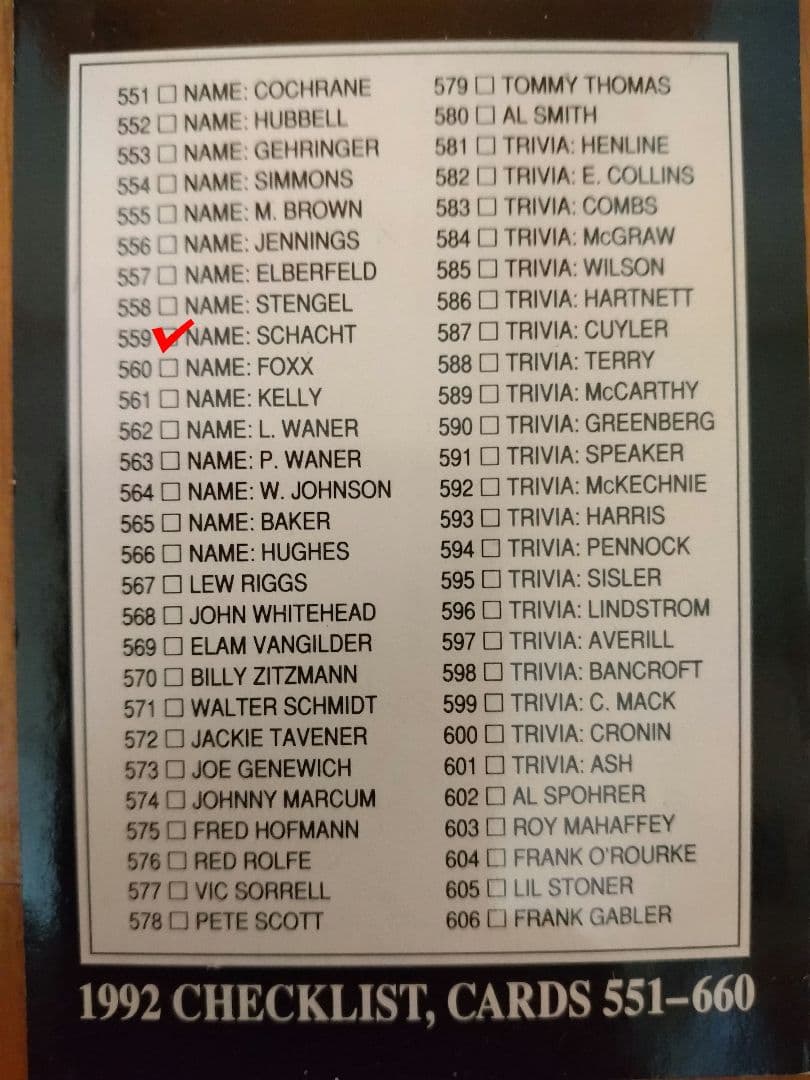 551 ☐ NAME: COCHRANE
552 ☐ NAME: HUBBELL
553 ☐ NAME: GEHRINGER
554 ☐ NAME: SIMMONS
555 ☐ NAME: M. BROWN
556 ☐ NAME: JENNINGS
557 ☐ NAME: ELBERFELD
558 ☐ NAME: STENGEL
559 ☑ NAME: SCHACHT
560 ☐ NAME: FOXX
561 ☐ NAME: KELLY
562 ☐ NAME: L. WANER
563 ☐ NAME: P. WANER
564 ☐ NAME: W. JOHNSON
565 ☐ NAME: BAKER
566 ☐ NAME: HUGHES
567 ☐ LEW RIGGS
568 ☐ JOHN WHITEHEAD
569 ☐ ELAM VANGILDER
570 ☐ BILLY ZITZMANN
571 ☐ WALTER SCHMIDT
572 ☐ JACKIE TAVENER
573 ☐ JOE GENEWICH
574 ☐ JOHNNY MARCUM
575 ☐ FRED HOFMANN
576 ☐ RED ROLFE
577 ☐ VIC SORRELL
578 ☐ PETE SCOTT
579 ☐ TOMMY THOMAS
580 ☐ AL SMITH
581 ☐ TRIVIA: HENLINE
582 ☐ TRIVIA: E. COLLINS
583 ☐ TRIVIA: COMBS
584 ☐ TRIVIA: McGRAW
585 ☐ TRIVIA: WILSON
586 ☐ TRIVIA: HARTNETT
587 ☐ TRIVIA: CUYLER
588 ☐ TRIVIA: TERRY
589 ☐ TRIVIA: McCARTHY
590 ☐ TRIVIA: GREENBERG
591 ☐ TRIVIA: SPEAKER
592 ☐ TRIVIA: McKECHNIE
593 ☐ TRIVIA: HARRIS
594 ☐ TRIVIA: PENNOCK
595 ☐ TRIVIA: SISLER
596 ☐ TRIVIA: LINDSTROM
597 ☐ TRIVIA: AVERILL
598 ☐ TRIVIA: BANCROFT
599 ☐ TRIVIA: C. MACK
600 ☐ TRIVIA: CRONIN
601 ☐ TRIVIA: ASH
602 ☐ AL SPOHRER
603 ☐ ROY MAHAFFEY
604 ☐ FRANK O'ROURKE
605 ☐ LIL STONER
606 ☐ FRANK GABLER
1992 CHECKLIST, CARDS 551–660